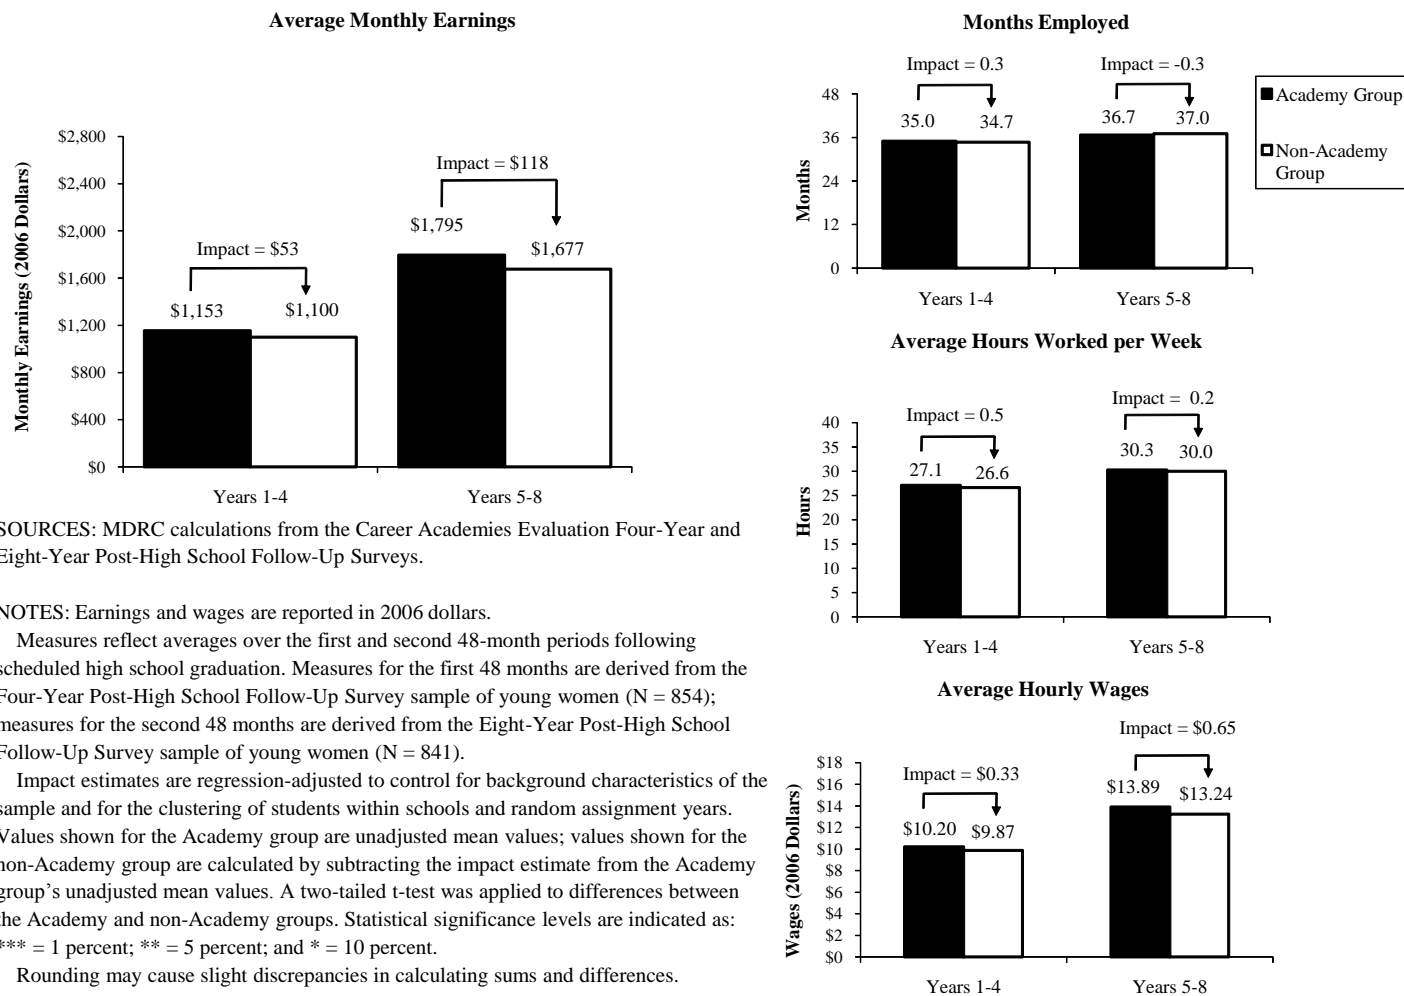 Average Monthly Earnings
$2,800
$2,400
$2,000
$1,600
$1,200
$800
$400
$0
Monthly Earnings (2006 Dollars)
Impact = $53
$1,153
$1,100
Impact = $118
$1,795
$1,677
Years 1-4
Years 5-8
SOURCES: MDRC calculations from the Career Academies Evaluation Four-Year and
Eight-Year Post-High School Follow-Up Surveys.
NOTES: Earnings and wages are reported in 2006 dollars.
Measures reflect averages over the first and second 48-month periods following
scheduled high school graduation. Measures for the first 48 months are derived from the
Four-Year Post-High School Follow-Up Survey sample of young women (N = 854);
measures for the second 48 months are derived from the Eight-Year Post-High School
Follow-Up Survey sample of young women (N = 841).
Impact estimates are regression-adjusted to control for background characteristics of the
sample and for the clustering of students within schools and random assignment years.
Values shown for the Academy group are unadjusted mean values; values shown for the
non-Academy group are calculated by subtracting the impact estimate from the Academy
group's unadjusted mean values. A two-tailed t-test was applied to differences between
the Academy and non-Academy groups. Statistical significance levels are indicated as:
*** = 1 percent; ** = 5 percent; and * = 10 percent.
Rounding may cause slight discrepancies in calculating sums and differences.
Months Employed
48
36
24
12
0
Months
Impact = 0.3
35.0
34.7
Impact = -0.3
36.7
37.0
Years 1-4
Years 5-8
Academy Group
Non-Academy
Group
Average Hours Worked per Week
40
35
30
25
20
15
10
5
0
Hours
Impact = 0.5
27.1
26.6
Impact = 0.2
30.3
30.0
Years 1-4
Years 5-8
Average Hourly Wages
$18
$16
$14
$12
$10
$8
$6
$4
$2
$0
Wages (2006 Dollars)
Impact = $0.33
$10.20
$9.87
Impact = $0.65
$13.89
$13.24
Years 1-4
Years 5-8